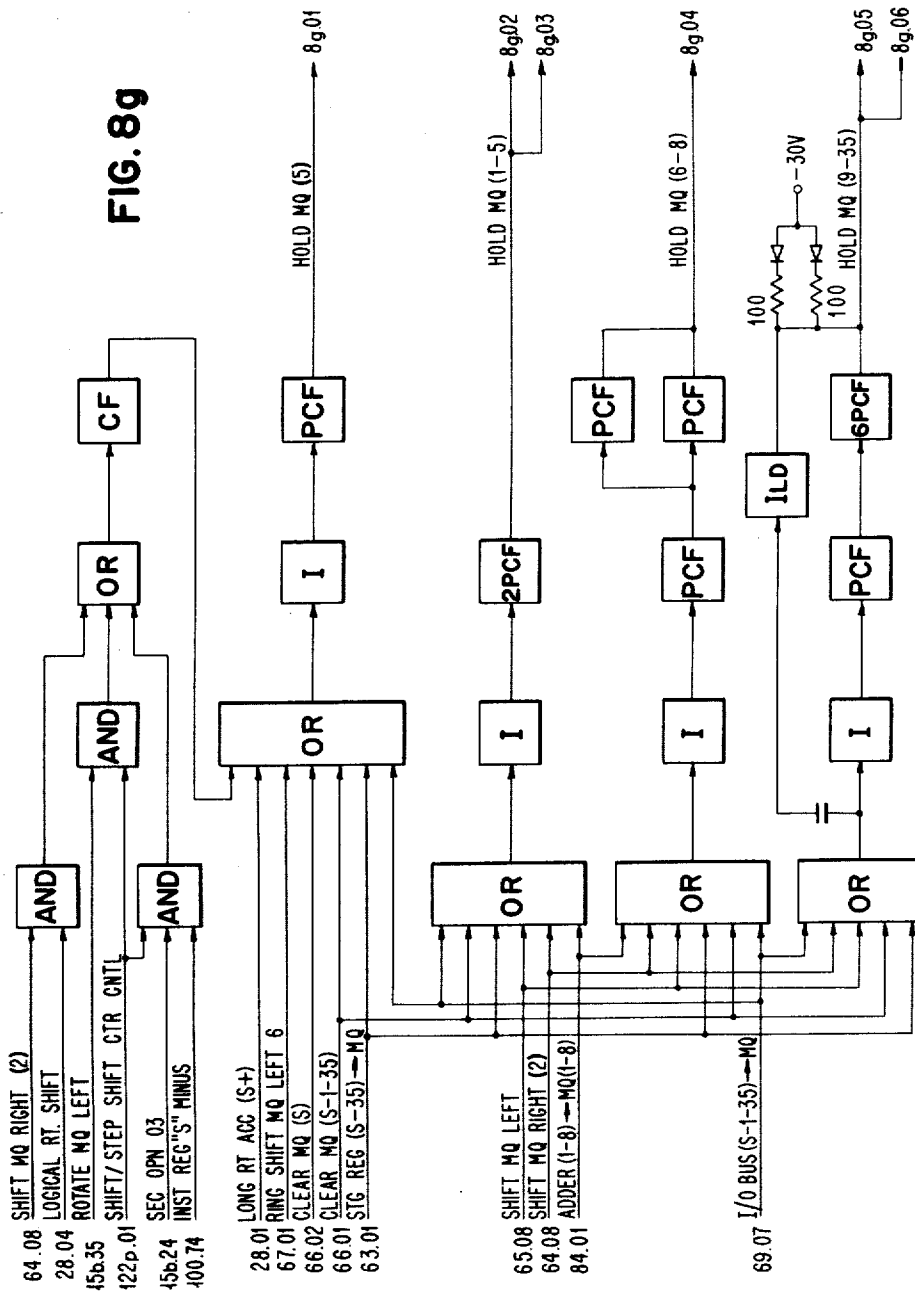 FIG. 8g
64.08 SHIFT MQ RIGHT (2)
28.04 LOGICAL RT. SHIFT
15b.35 ROTATE MQ LEFT
122p.01 SHIFT/STEP SHIFT CTR CNTL
15b.24 SEC OPN 03
100.74 INST REG "S" MINUS
AND
AND
AND
OR
CF
28.01 LONG RT ACC (S+)
67.01 RING SHIFT MQ LEFT 6
66.02 CLEAR MQ (S)
66.01 CLEAR MQ (S-1-35)
63.01 STG REG (S-35)→MQ
OR
I
PCF
HOLD MQ (5)
8g.01
65.08 SHIFT MQ LEFT
64.08 SHIFT MQ RIGHT (2)
84.01 ADDER (1-8)→MQ(1-8)
OR
I
2PCF
HOLD MQ (1-5)
8g.02
8g.03
OR
I
PCF
PCF
PCF
HOLD MQ (6-8)
8g.04
69.07 I/O BUS (S-1-35)→MQ
OR
I
PCF
6PCF
ILD
100
100
-30V
HOLD MQ (9-35)
8g.05
8g.06